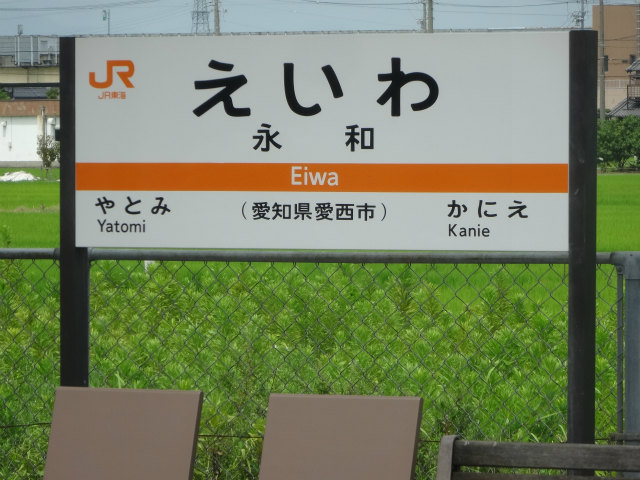 JR
JR東海
えいわ
永和
Eiwa
やとみ
Yatomi
(愛知県愛西市)
かにえ
Kanie